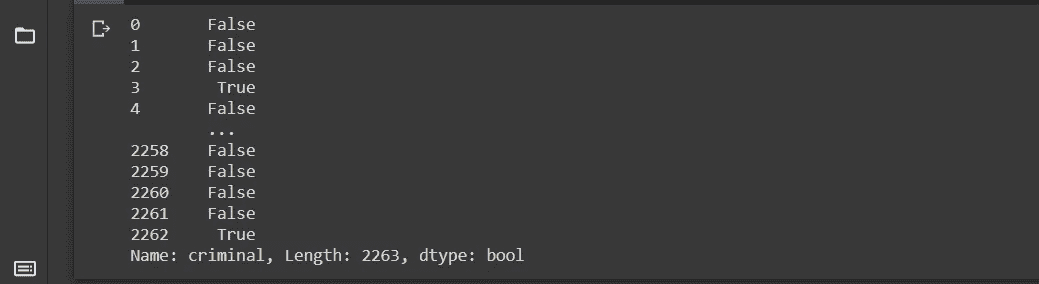 0       False
1       False
2       False
3        True
4       False
        ...
2258    False
2259    False
2260    False
2261    False
2262     True
Name: criminal, Length: 2263, dtype: bool